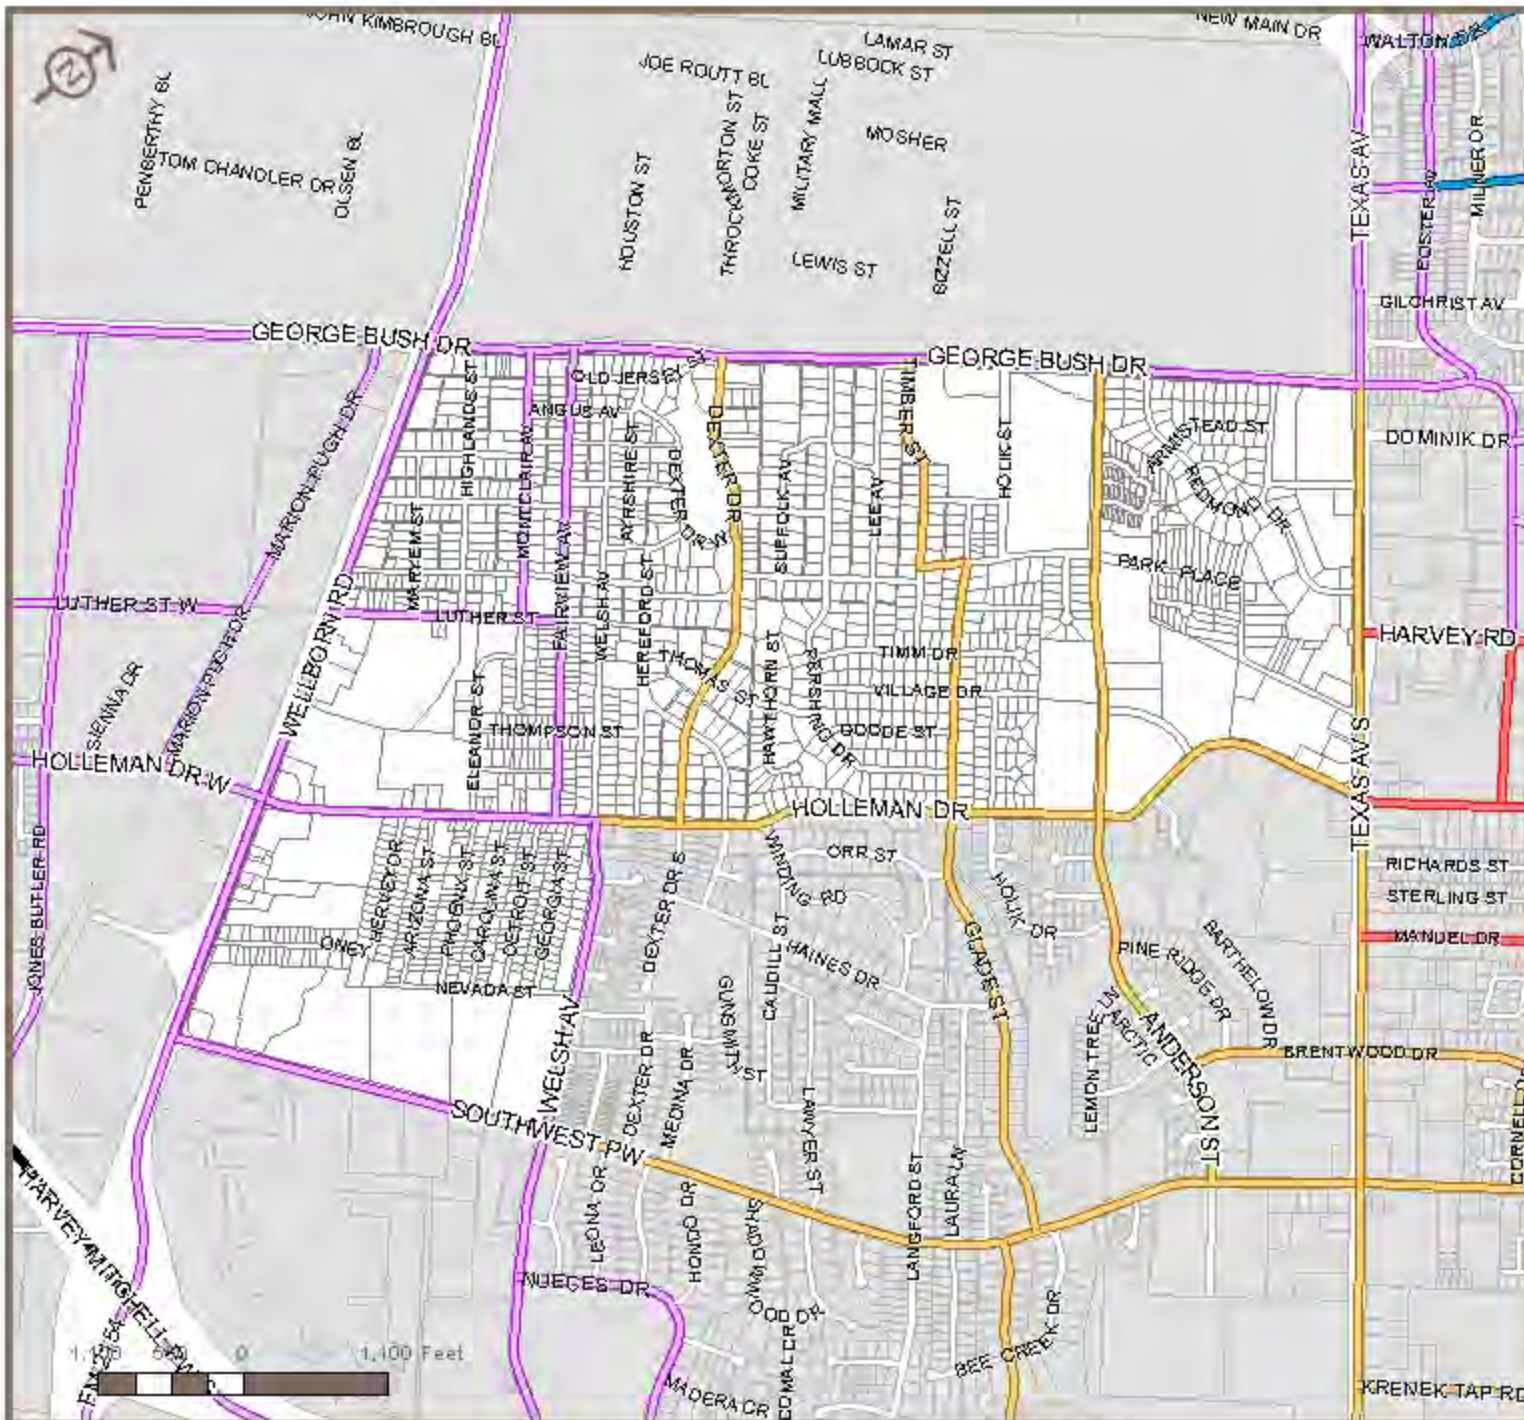 JOHN KIMBROUGH BL
LAMAR ST
NEW MAIN DR
WALTON DR
N
JOE ROUTT BL
LUBBOCK ST
PENBERTHY BL
TOM CHANDLER DR
OLSEN BL
HOUSTON ST
THROCKMORTON ST
COKE ST
MILITARY MALL
MOSHER
LEWIS ST
BIZZELL ST
TEXAS AV
FOSTER AV
MILNER DR
GILCHRIST AV
GEORGE BUSH DR
GEORGE BUSH DR
MARION PUGH DR
HIGHLANDS ST
OLD JERSEY ST
ANGUS AV
MONTCLAIR AV
AYRSHIRE ST
DEXTER DR W
DEXTER DR
SUFFOLK AV
LEE AV
TIMBER ST
HOLIK ST
ARMISTEAD ST
REDMOND DR
DOMINIK DR
MARYEM ST
PARK PLACE
LUTHER ST W
LUTHER ST
FAIRVIEW AV
WELSH AV
HEREFORD ST
THOMAS ST
HAWTHORN ST
PERSHING DR
TIMM DR
VILLAGE DR
GOODE ST
HARVEY RD
WELLBORN RD
SIENNA DR
MARION PUGH DR
ELEANOR ST
THOMPSON ST
HOLLEMAN DR W
HOLLEMAN DR
TEXAS AV S
JONES BUTLER RD
HERVEY DR
ARIZONA ST
PHOENIX ST
CAROLINA ST
DETROIT ST
GEORGIA ST
ONEY
NEVADA ST
DEXTER DR S
WINDING RD
ORR ST
HOLIK DR
RICHARDS ST
STERLING ST
MANUEL DR
CAUDILL ST
HAINES DR
GLADE ST
PINE RIDGE DR
BARTHELOW DR
GUNSMITH ST
LEMON TREE LN
ARCTIC
ANDERSON ST
BRENTWOOD DR
WELSH AV
DEXTER DR
MEDINA DR
LAWYER ST
SOUTHWEST PW
LANGFORD ST
LAURA LN
LEONA DR
HONDO DR
SHADOWWOOD DR
NUECES DR
COMAL CR
BEE CREEK DR
MADERA CR
KRENEK TAP RD
HARVEY MITCHELL PW S
FM 2154
0
1,400 Feet